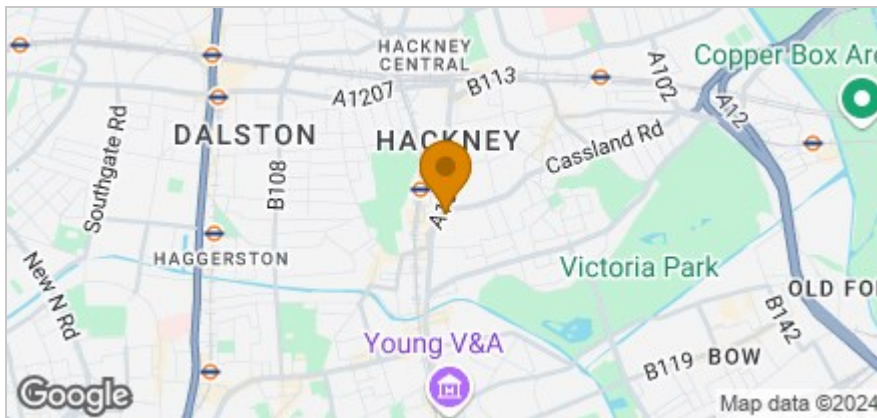 HACKNEY
CENTRAL
B113
A102
Copper Box Are
A1207
A12
Southgate Rd
DALSTON
HACKNEY
Cassland Rd
B108
HAGGERSTON
New N Rd
Victoria Park
OLD FO
B142
Young V&A
B119
BOW
Google
Map data ©2024